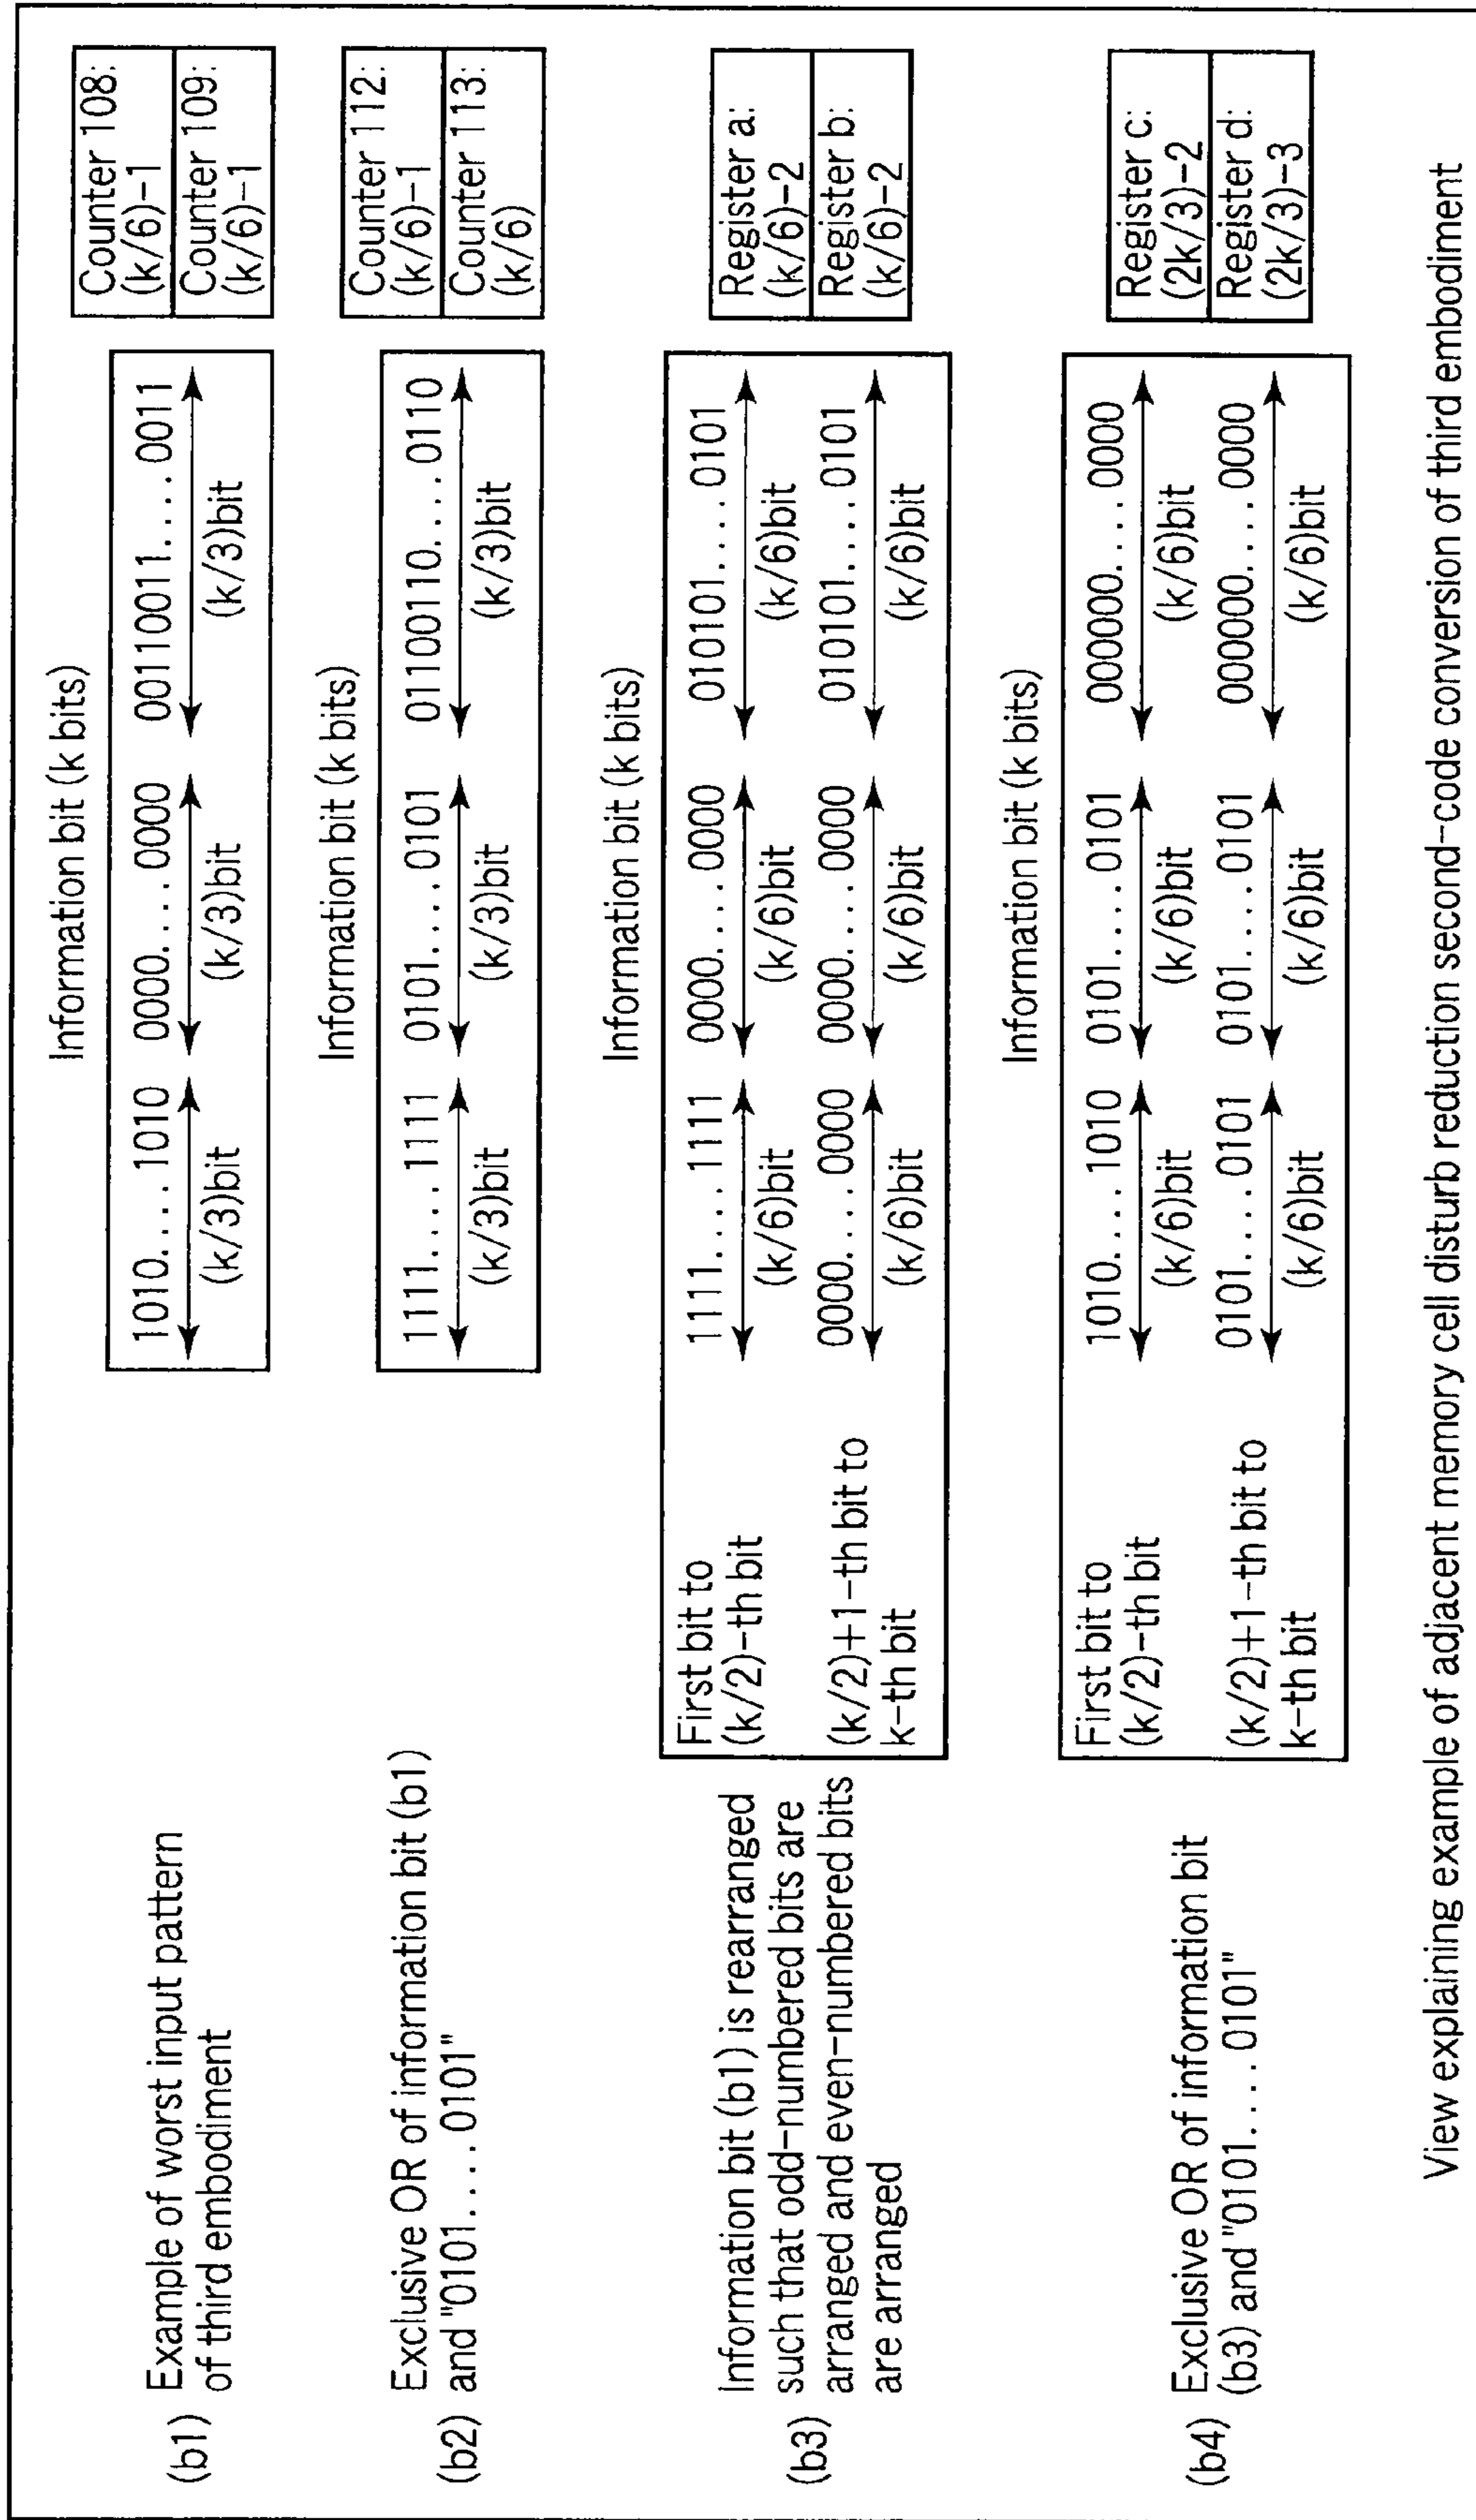 (b1) Example of worst input pattern
of third embodiment
Information bit (k bits)
1010....1010 0000....0000 00110011....0011
(k/3)bit (k/3)bit (k/3)bit
Counter 108:
(k/6)-1
Counter 109:
(k/6)-1
(b2) Exclusive OR of information bit (b1)
and "0101....0101"
Information bit (k bits)
1111....1111 0101....0101 01100110....0110
(k/3)bit (k/3)bit (k/3)bit
Counter 112:
(k/6)-1
Counter 113:
(k/6)
(b3) Information bit (b1) is rearranged
such that odd-numbered bits are
arranged and even-numbered bits
are arranged
Information bit (k bits)
First bit to
(k/2)-th bit
1111....1111 0000....0000 010101....0101
(k/6)bit (k/6)bit (k/6)bit
(k/2)+1-th bit to
k-th bit
0000....0000 0000....0000 010101....0101
(k/6)bit (k/6)bit (k/6)bit
Register a:
(k/6)-2
Register b:
(k/6)-2
(b4) Exclusive OR of information bit
(b3) and "0101....0101"
Information bit (k bits)
First bit to
(k/2)-th bit
1010....1010 0101....0101 000000....0000
(k/6)bit (k/6)bit (k/6)bit
(k/2)+1-th bit to
k-th bit
0101....0101 0101....0101 000000....0000
(k/6)bit (k/6)bit (k/6)bit
Register c:
(2k/3)-2
Register d:
(2k/3)-3
View explaining example of adjacent memory cell disturb reduction second-code conversion of third embodiment